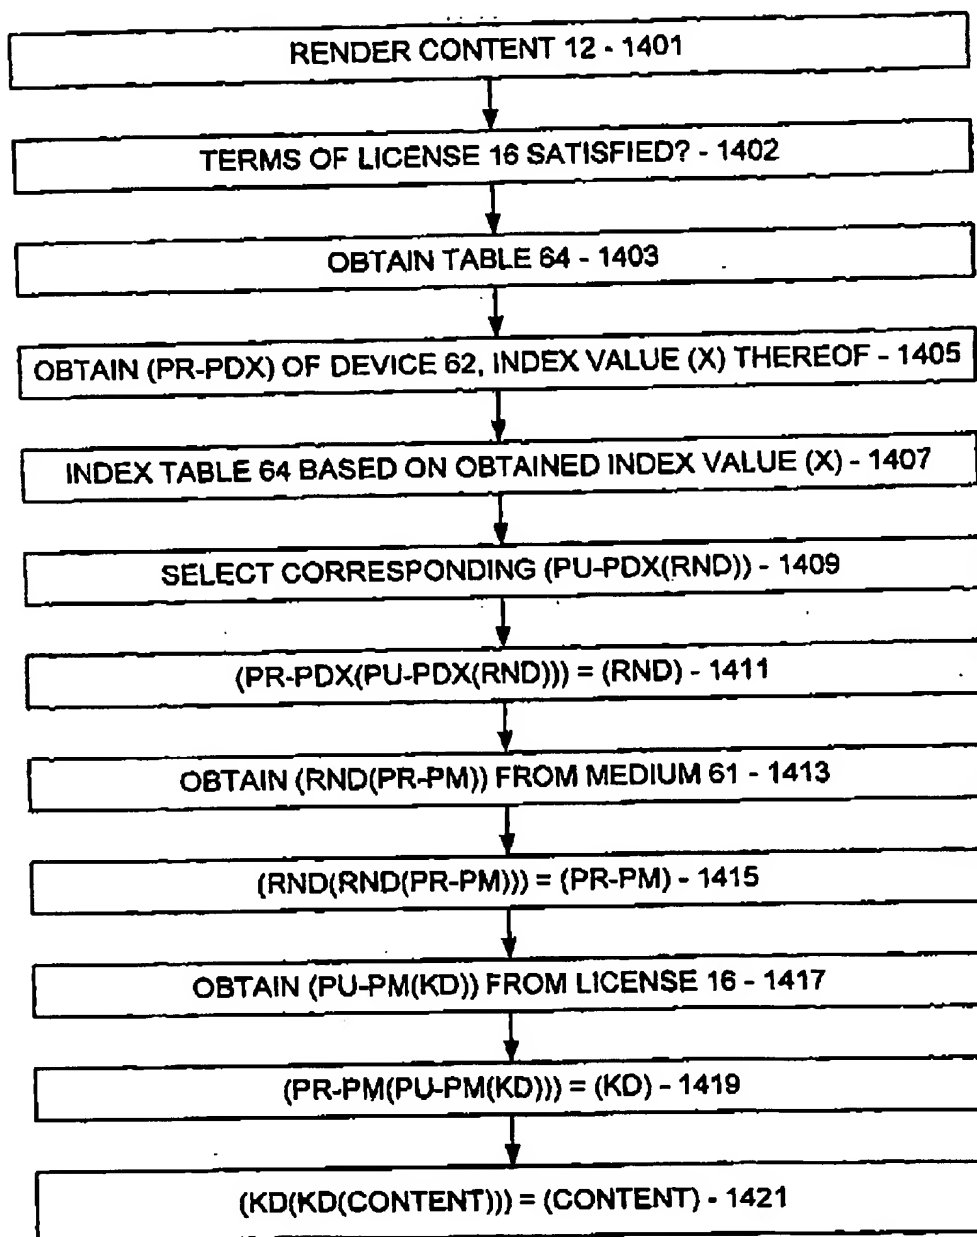 RENDER CONTENT 12 - 1401
TERMS OF LICENSE 16 SATISFIED? - 1402
OBTAIN TABLE 64 - 1403
OBTAIN (PR-PDX) OF DEVICE 62, INDEX VALUE (X) THEREOF - 1405
INDEX TABLE 64 BASED ON OBTAINED INDEX VALUE (X) - 1407
SELECT CORRESPONDING (PU-PDX(RND)) - 1409
(PR-PDX(PU-PDX(RND))) = (RND) - 1411
OBTAIN (RND(PR-PM)) FROM MEDIUM 61 - 1413
(RND(RND(PR-PM))) = (PR-PM) - 1415
OBTAIN (PU-PM(KD)) FROM LICENSE 16 - 1417
(PR-PM(PU-PM(KD))) = (KD) - 1419
(KD(KD(CONTENT))) = (CONTENT) - 1421